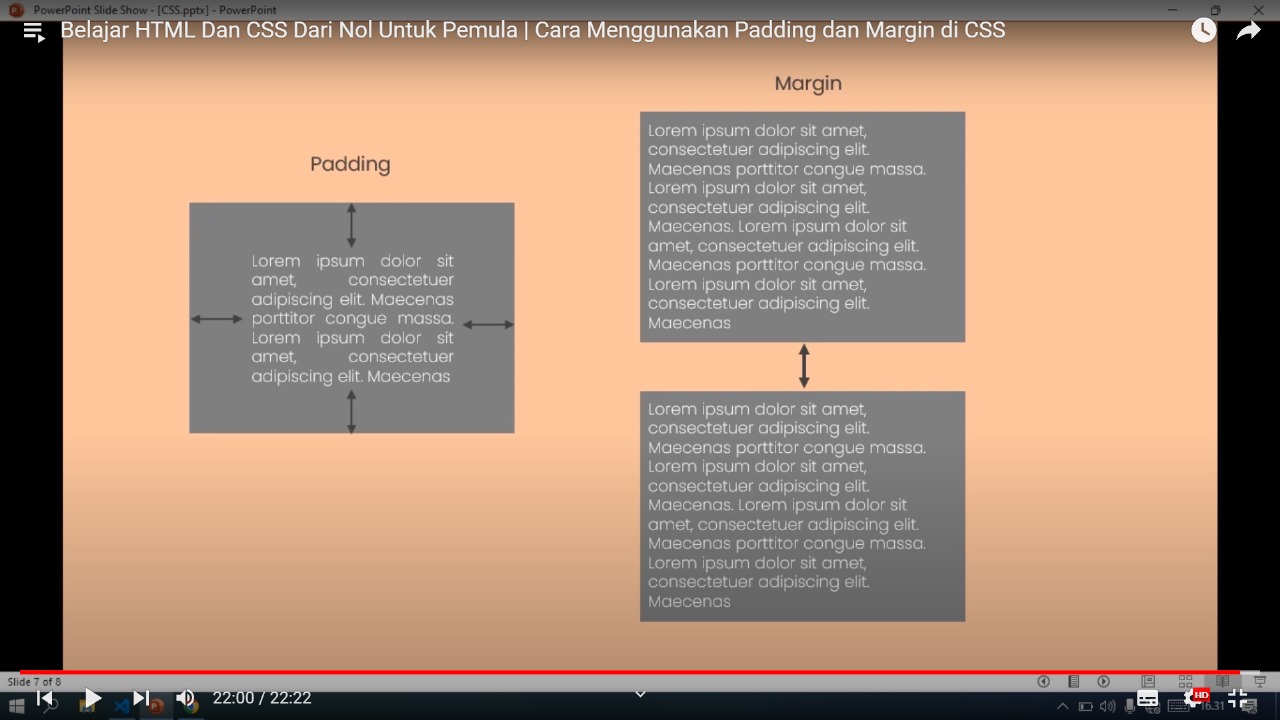 PowerPoint Slide Show - [CSS.pptx] - PowerPoint
Belajar HTML Dan CSS Dari Nol Untuk Pemula | Cara Menggunakan Padding dan Margin di CSS
Padding
Lorem ipsum dolor sit
amet, consectetuer
adipiscing elit. Maecenas
porttitor congue massa.
Lorem ipsum dolor sit
amet, consectetuer
adipiscing elit. Maecenas
Margin
Lorem ipsum dolor sit amet,
consectetuer adipiscing elit.
Maecenas porttitor congue massa.
Lorem ipsum dolor sit amet,
consectetuer adipiscing elit.
Maecenas. Lorem ipsum dolor sit
amet, consectetuer adipiscing elit.
Maecenas porttitor congue massa.
Lorem ipsum dolor sit amet,
consectetuer adipiscing elit.
Maecenas
Lorem ipsum dolor sit amet,
consectetuer adipiscing elit.
Maecenas porttitor congue massa.
Lorem ipsum dolor sit amet,
consectetuer adipiscing elit.
Maecenas. Lorem ipsum dolor sit
amet, consectetuer adipiscing elit.
Maecenas porttitor congue massa.
Lorem ipsum dolor sit amet,
consectetuer adipiscing elit.
Maecenas
Slide 7 of 8
22:00 / 22:22
HD
16.31